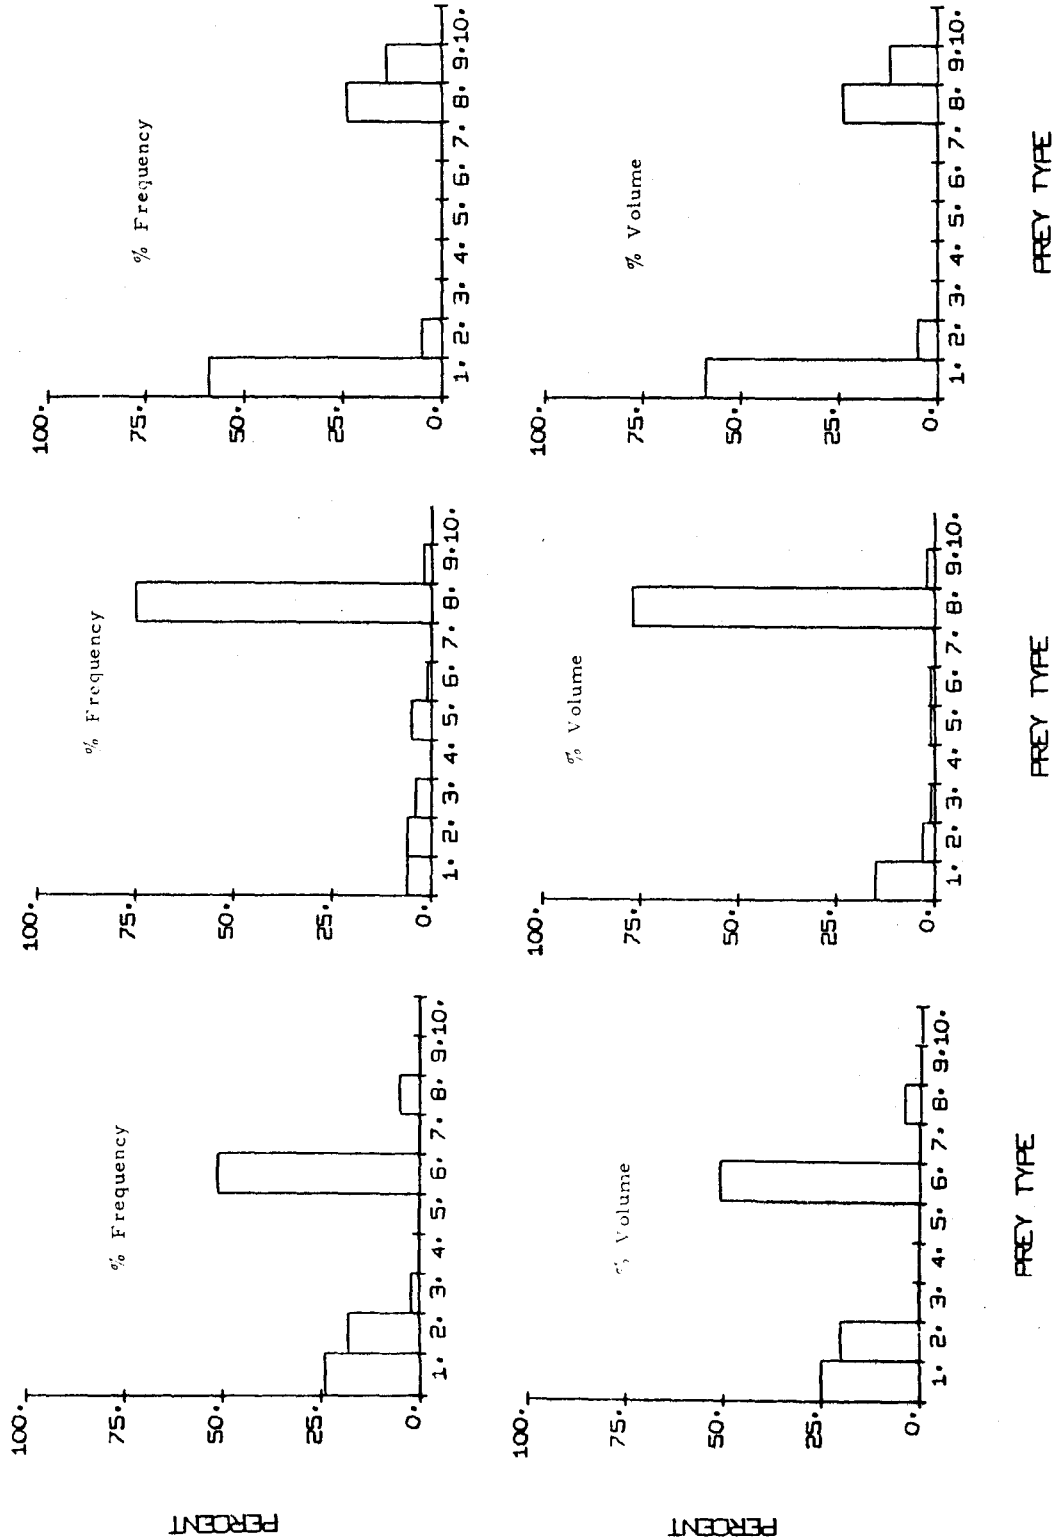 PERCENT
100.
75.
50.
25.
0.
% Frequency
1. 2. 3. 4. 5. 6. 7. 8. 9.10.
100.
75.
50.
25.
0.
% Frequency
1. 2. 3. 4. 5. 6. 7. 8. 9.10.
100.
75.
50.
25.
0.
% Frequency
1. 2. 3. 4. 5. 6. 7. 8. 9.10.
PERCENT
100.
75.
50.
25.
0.
% Volume
1. 2. 3. 4. 5. 6. 7. 8. 9.10.
PREY TYPE
100.
75.
50.
25.
0.
% Volume
1. 2. 3. 4. 5. 6. 7. 8. 9.10.
PREY TYPE
100.
75.
50.
25.
0.
% Volume
1. 2. 3. 4. 5. 6. 7. 8. 9.10.
PREY TYPE